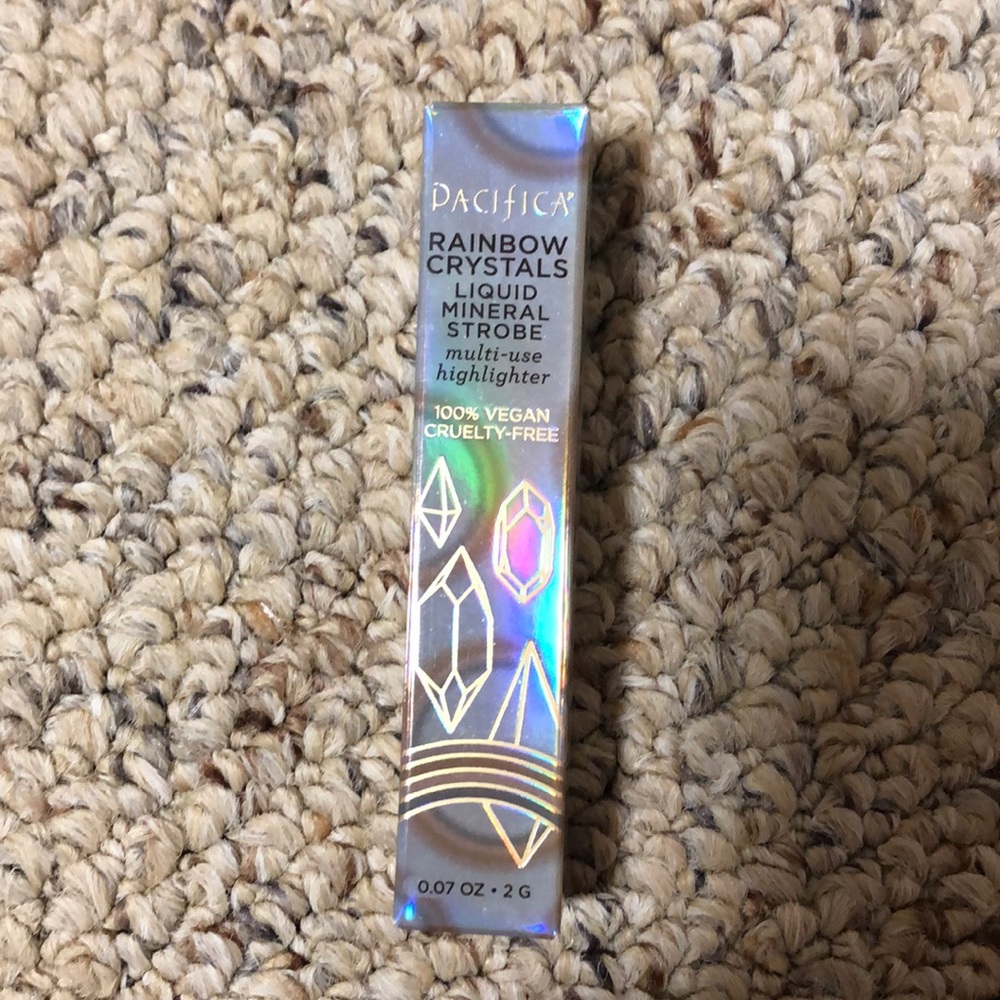 PACIFICA®
RAINBOW
CRYSTALS
LIQUID
MINERAL
STROBE
multi-use
highlighter
100% VEGAN
CRUELTY-FREE
0.07 OZ • 2 G